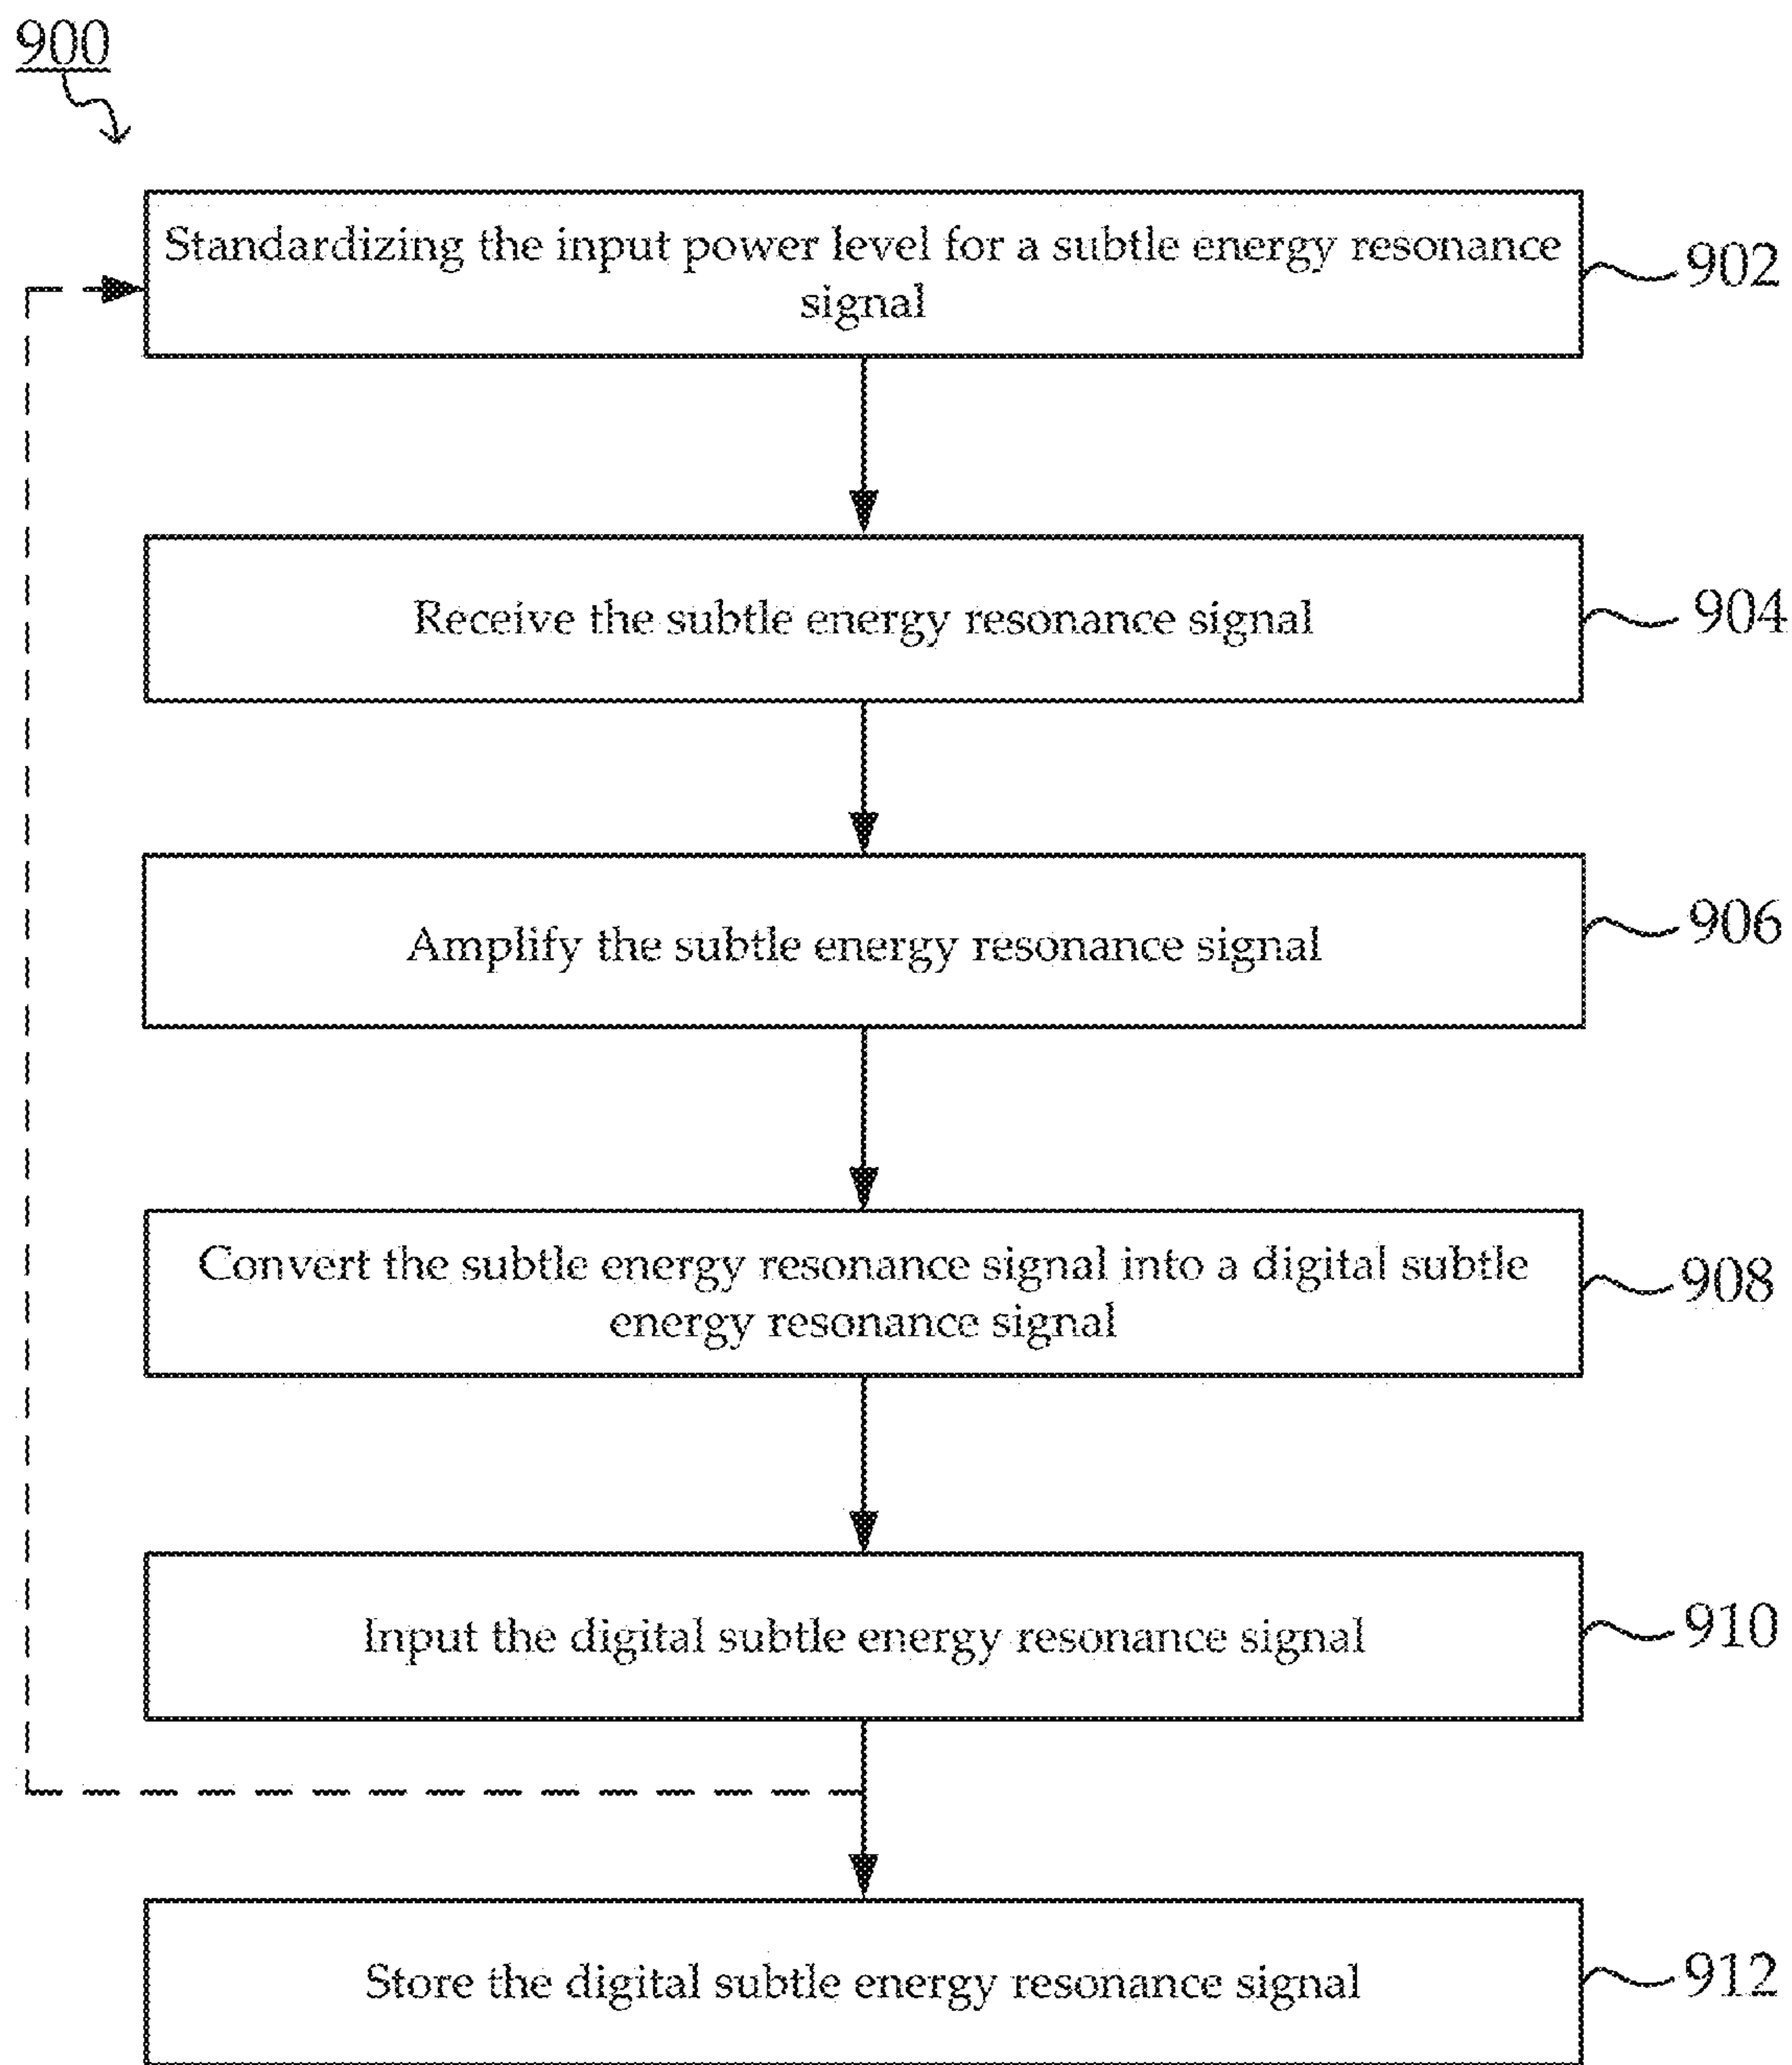 900
Standardizing the input power level for a subtle energy resonance
signal
902
Receive the subtle energy resonance signal
904
Amplify the subtle energy resonance signal
906
Convert the subtle energy resonance signal into a digital subtle
energy resonance signal
908
Input the digital subtle energy resonance signal
910
Store the digital subtle energy resonance signal
912